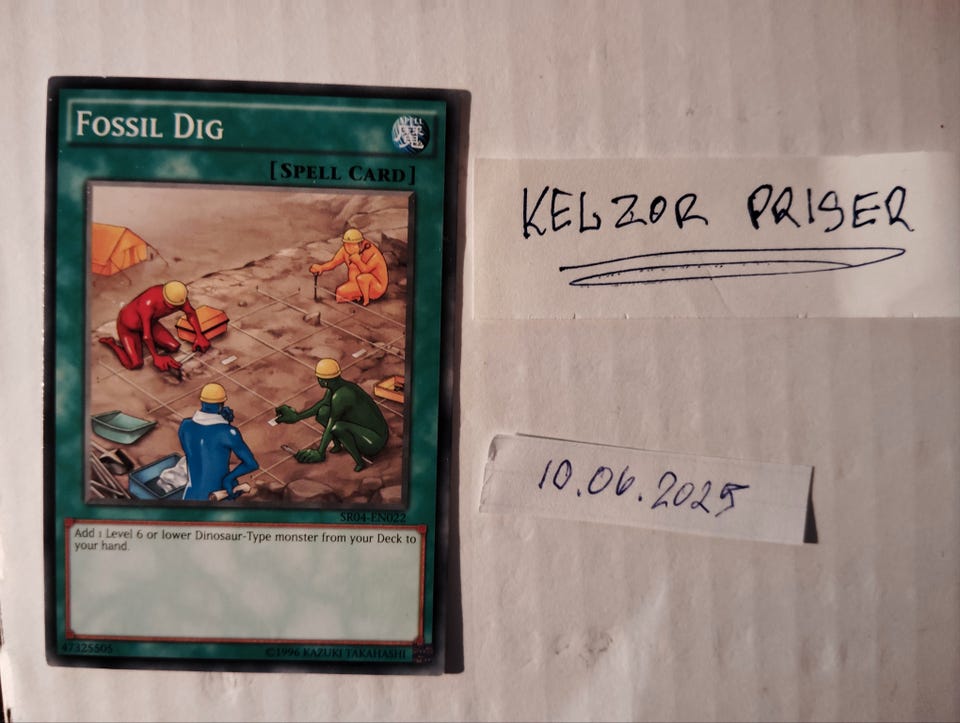 FOSSIL DIG
[SPELL CARD]
SR04-EN022
Add 1 Level 6 or lower Dinosaur-Type monster from your Deck to
your hand.
47325505
©1996 KAZUKI TAKAHASHI
KELZOR PRISER
10.06.2025